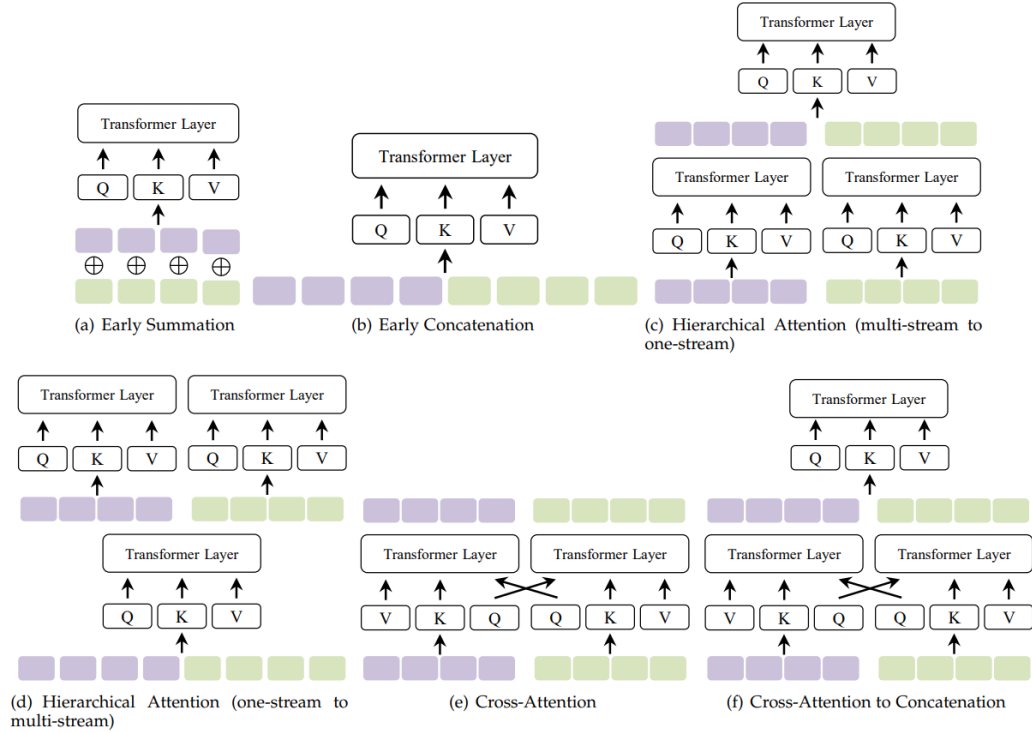 Transformer Layer
Q K V
(a) Early Summation
Transformer Layer
Q K V
(b) Early Concatenation
Transformer Layer
Q K V
Transformer Layer Transformer Layer
Q K V Q K V
(c) Hierarchical Attention (multi-stream to
one-stream)
Transformer Layer Transformer Layer
Q K V Q K V
Transformer Layer
Q K V
(d) Hierarchical Attention (one-stream to
multi-stream)
Transformer Layer Transformer Layer
V K Q Q K V
(e) Cross-Attention
Transformer Layer
Q K V
Transformer Layer Transformer Layer
V K Q Q K V
(f) Cross-Attention to Concatenation